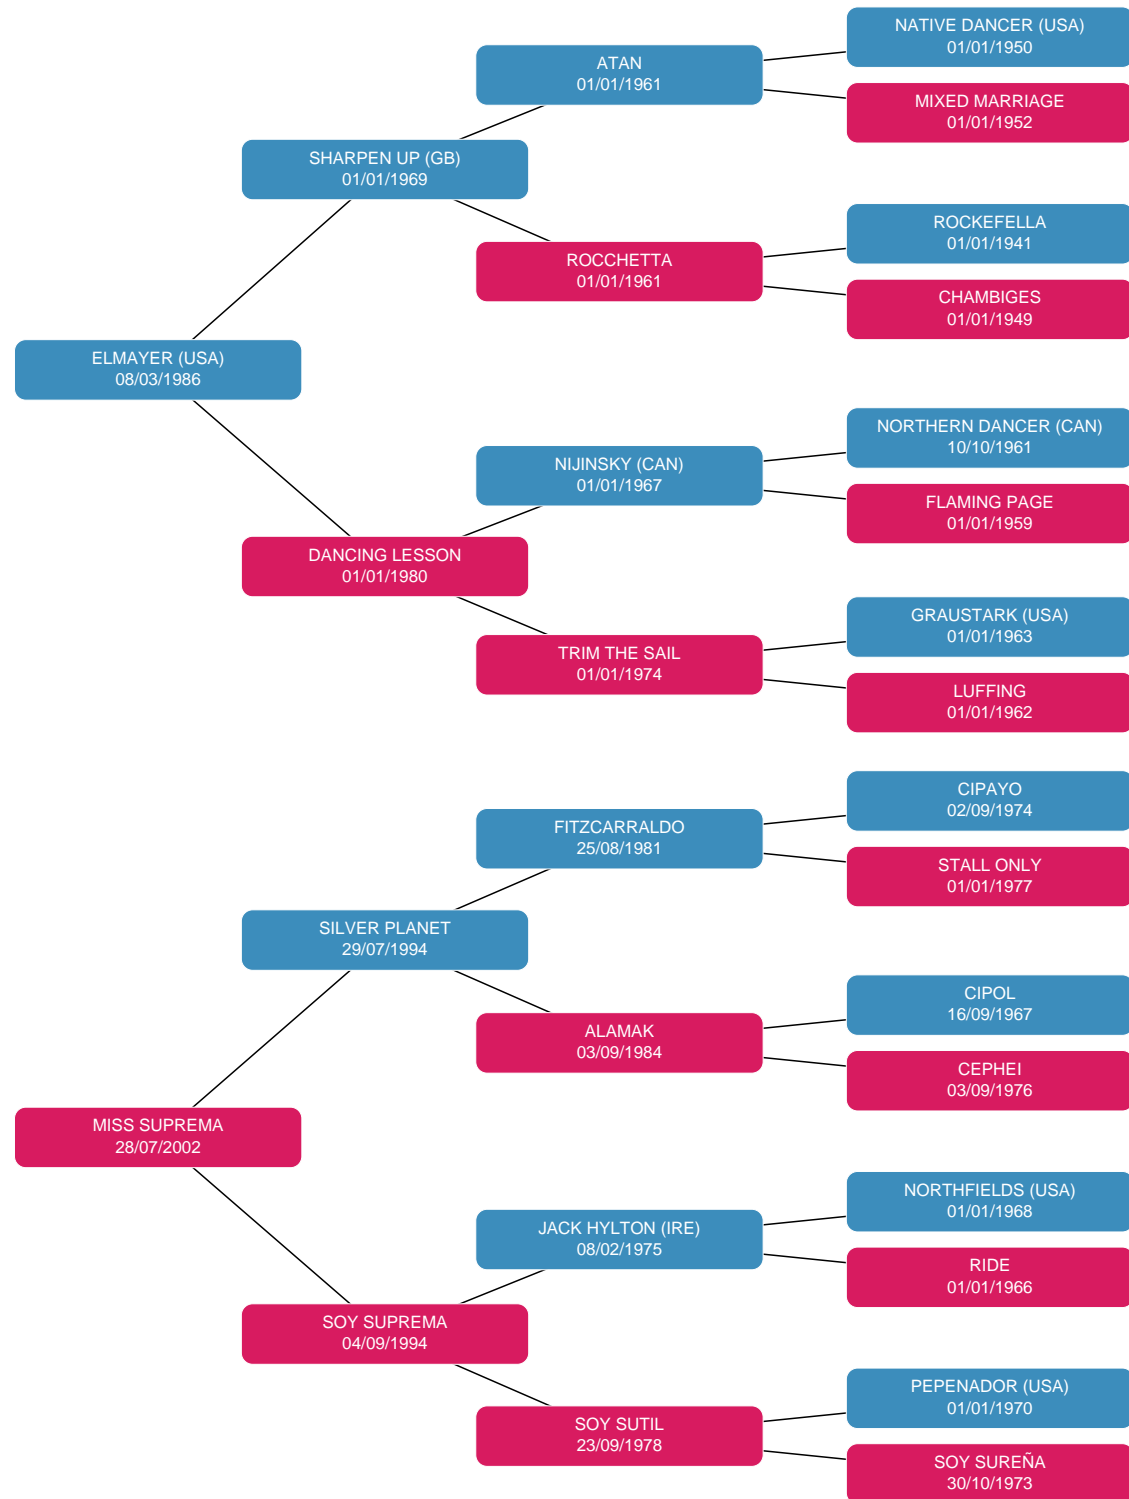 NATIVE DANCER (USA)
01/01/1950
ATAN
01/01/1961
MIXED MARRIAGE
01/01/1952
SHARPEN UP (GB)
01/01/1969
ROCKEFELLA
01/01/1941
ROCCHETTA
01/01/1961
CHAMBIGES
01/01/1949
ELMAYER (USA)
08/03/1986
NORTHERN DANCER (CAN)
10/10/1961
NIJINSKY (CAN)
01/01/1967
FLAMING PAGE
01/01/1959
DANCING LESSON
01/01/1980
GRAUSTARK (USA)
01/01/1963
TRIM THE SAIL
01/01/1974
LUFFING
01/01/1962
CIPAYO
02/09/1974
FITZCARRALDO
25/08/1981
STALL ONLY
01/01/1977
SILVER PLANET
29/07/1994
CIPOL
16/09/1967
ALAMAK
03/09/1984
CEPHEI
03/09/1976
MISS SUPREMA
28/07/2002
NORTHFIELDS (USA)
01/01/1968
JACK HYLTON (IRE)
08/02/1975
RIDE
01/01/1966
SOY SUPREMA
04/09/1994
PEPENADOR (USA)
01/01/1970
SOY SUTIL
23/09/1978
SOY SUREÑA
30/10/1973